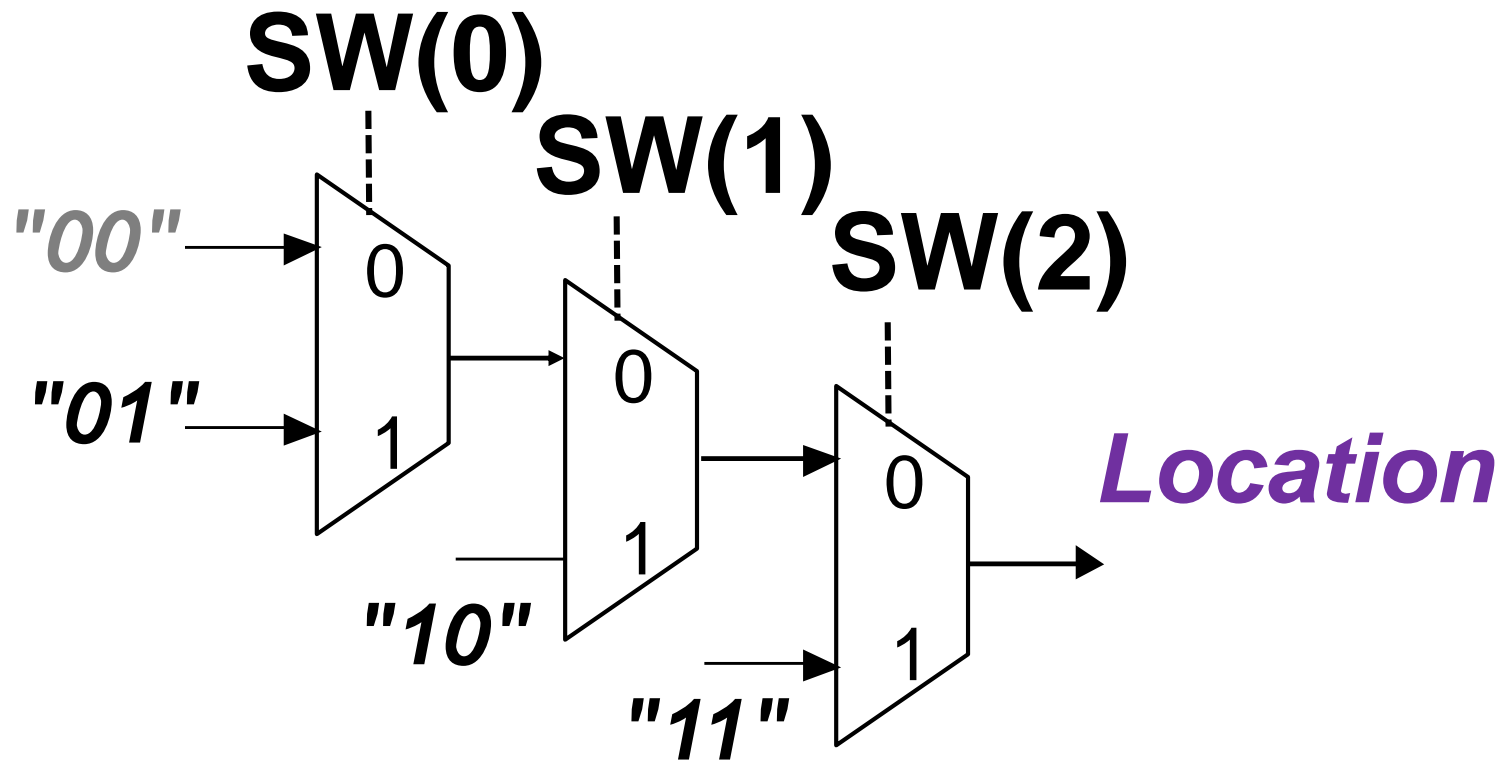 SW(0)
SW(1)
SW(2)
"00"
0
"01"
1
0
1
"10"
0
1
"11"
Location